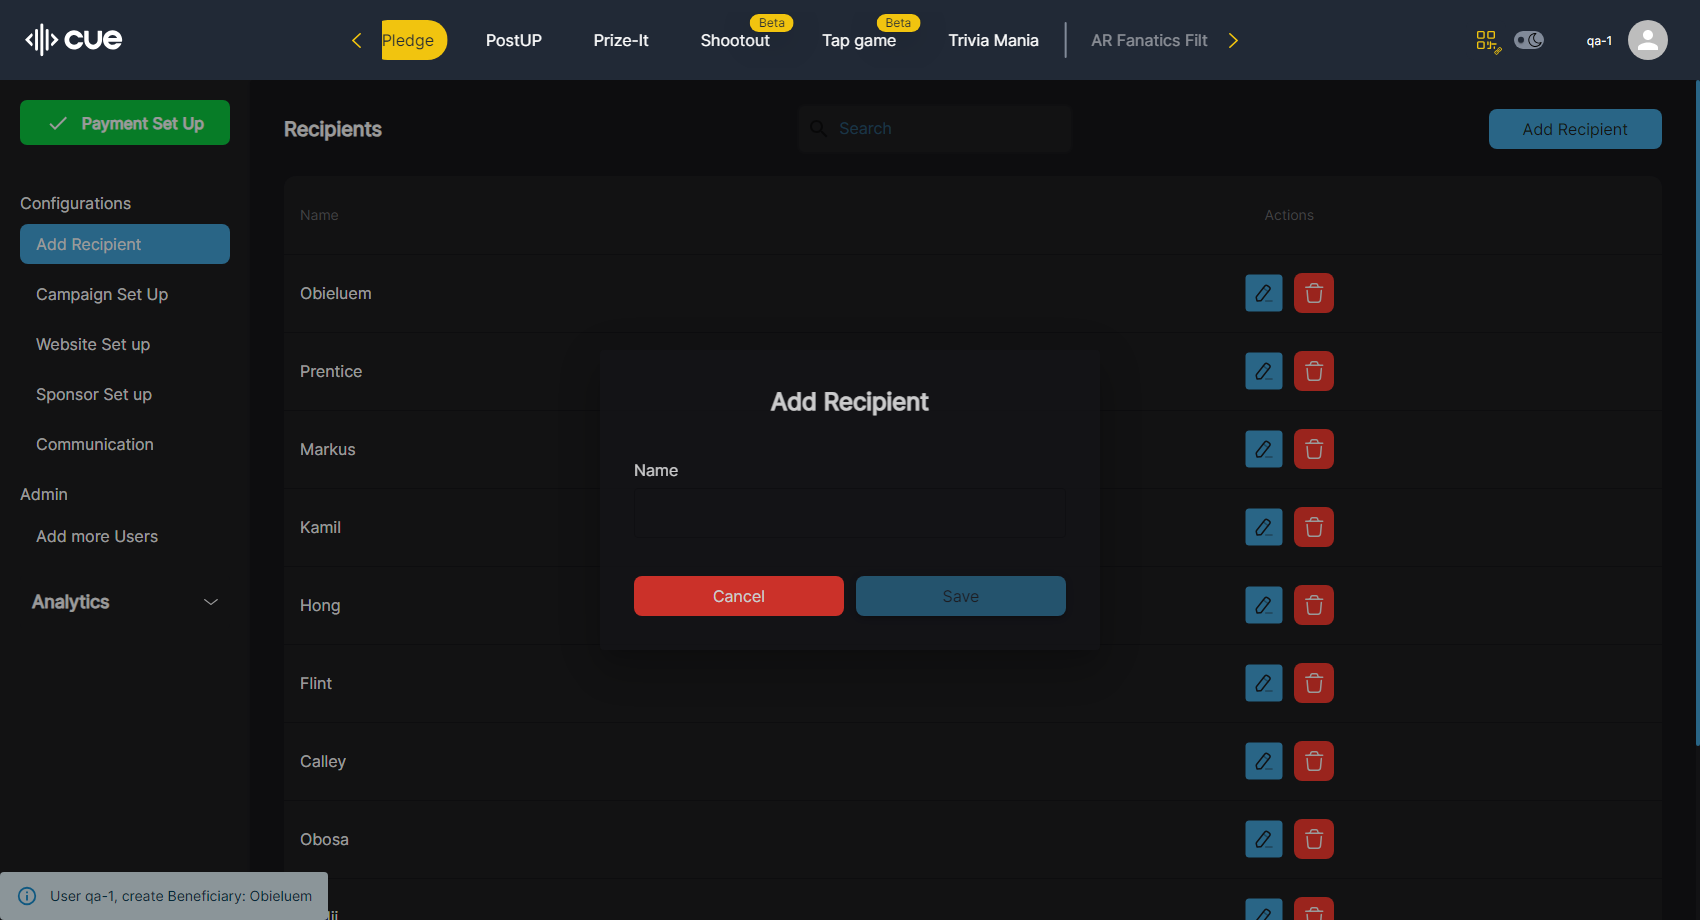 cue
Pledge
PostUP
Prize-It
Shootout
Beta
Tap game
Beta
Trivia Mania
AR Fanatics Filt
qa-1
Payment Set Up
Configurations
Add Recipient
Campaign Set Up
Website Set up
Sponsor Set up
Communication
Admin
Add more Users
Analytics
Recipients
Search
Add Recipient
Name
Actions
Obieluem
Prentice
Markus
Kamil
Hong
Flint
Calley
Obosa
Add Recipient
Name
Cancel
Save
User qa-1, create Beneficiary: Obieluem